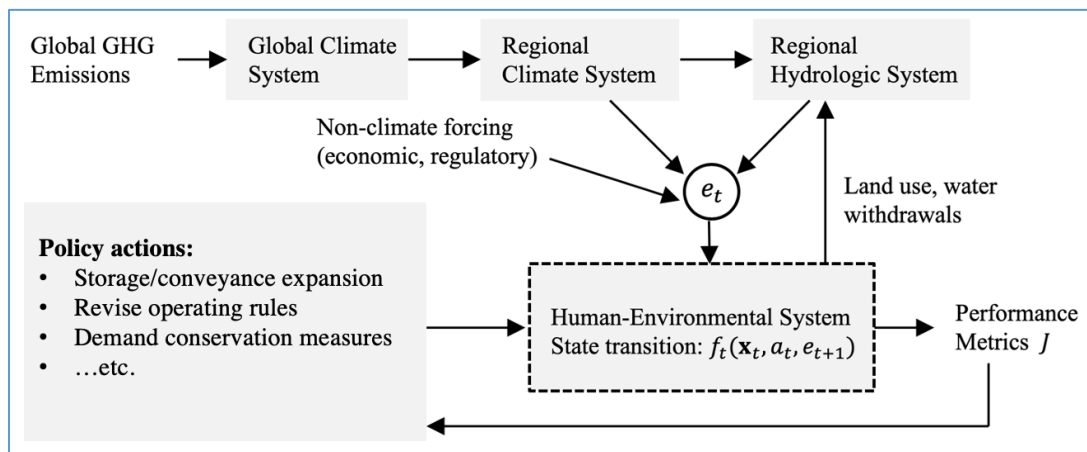 Global GHG
Emissions
Global Climate
System
Regional
Climate System
Regional
Hydrologic System
Non-climate forcing
(economic, regulatory)
e_t
Land use, water
withdrawals
Policy actions:
• Storage/conveyance expansion
• Revise operating rules
• Demand conservation measures
• …etc.
Human-Environmental System
State transition: f_t(x_t, a_t, e_{t+1})
Performance
Metrics J